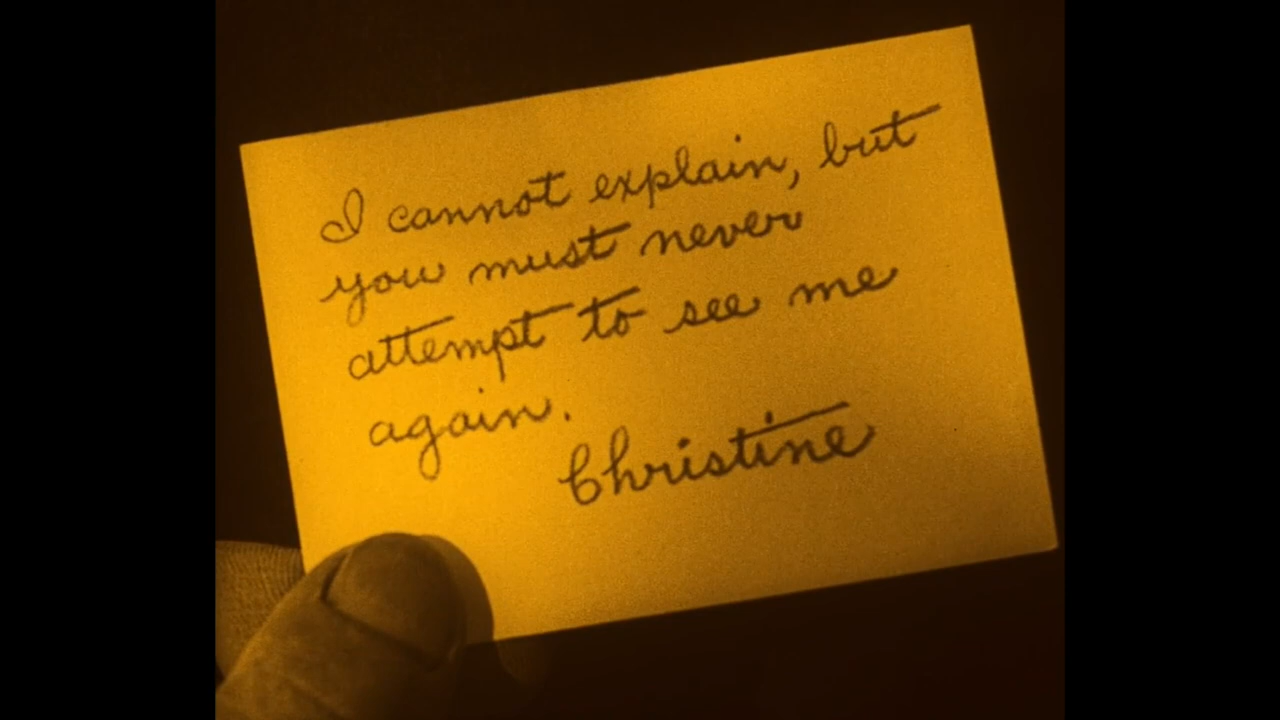 I cannot explain, but
you must never
attempt to see me
again.
Christine